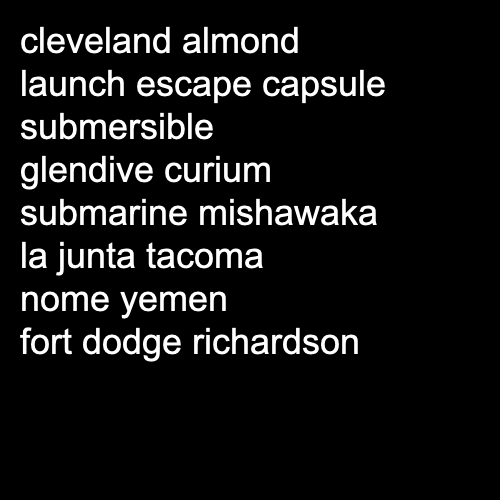 cleveland almond
launch escape capsule
submersible
glendive curium
submarine mishawaka
la junta tacoma
nome yemen
fort dodge richardson